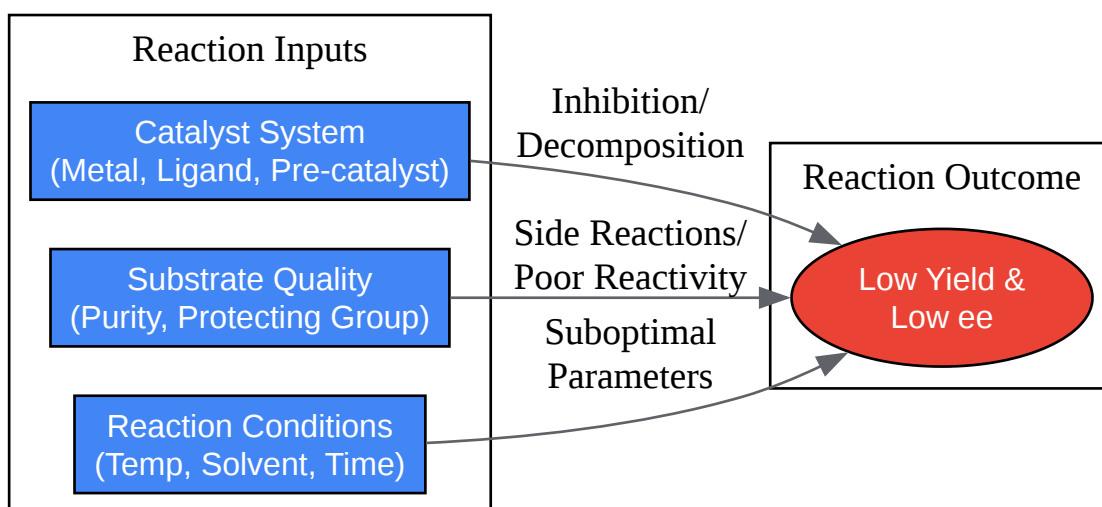 Reaction Inputs
Catalyst System
(Metal, Ligand, Pre-catalyst)
Substrate Quality
(Purity, Protecting Group)
Reaction Conditions
(Temp, Solvent, Time)
Inhibition/
Decomposition
Side Reactions/
Poor Reactivity
Suboptimal
Parameters
Reaction Outcome
Low Yield &
Low ee